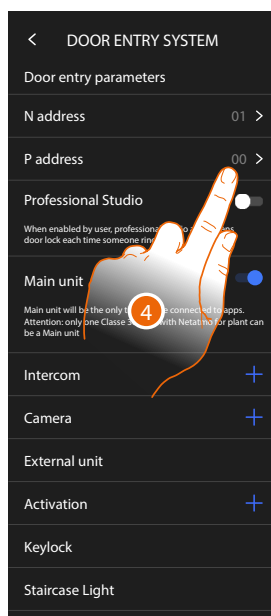 DOOR ENTRY SYSTEM
Door entry parameters
N address 01
P address 00
Professional Studio
When enabled by user, professional
door lock each time someone
Main unit
Main unit will be the only connected to apps.
Attention: only one Classe with Netatmo for plant can
be a Main unit
4
Intercom
Camera
External unit
Activation
Keylock
Staircase Light